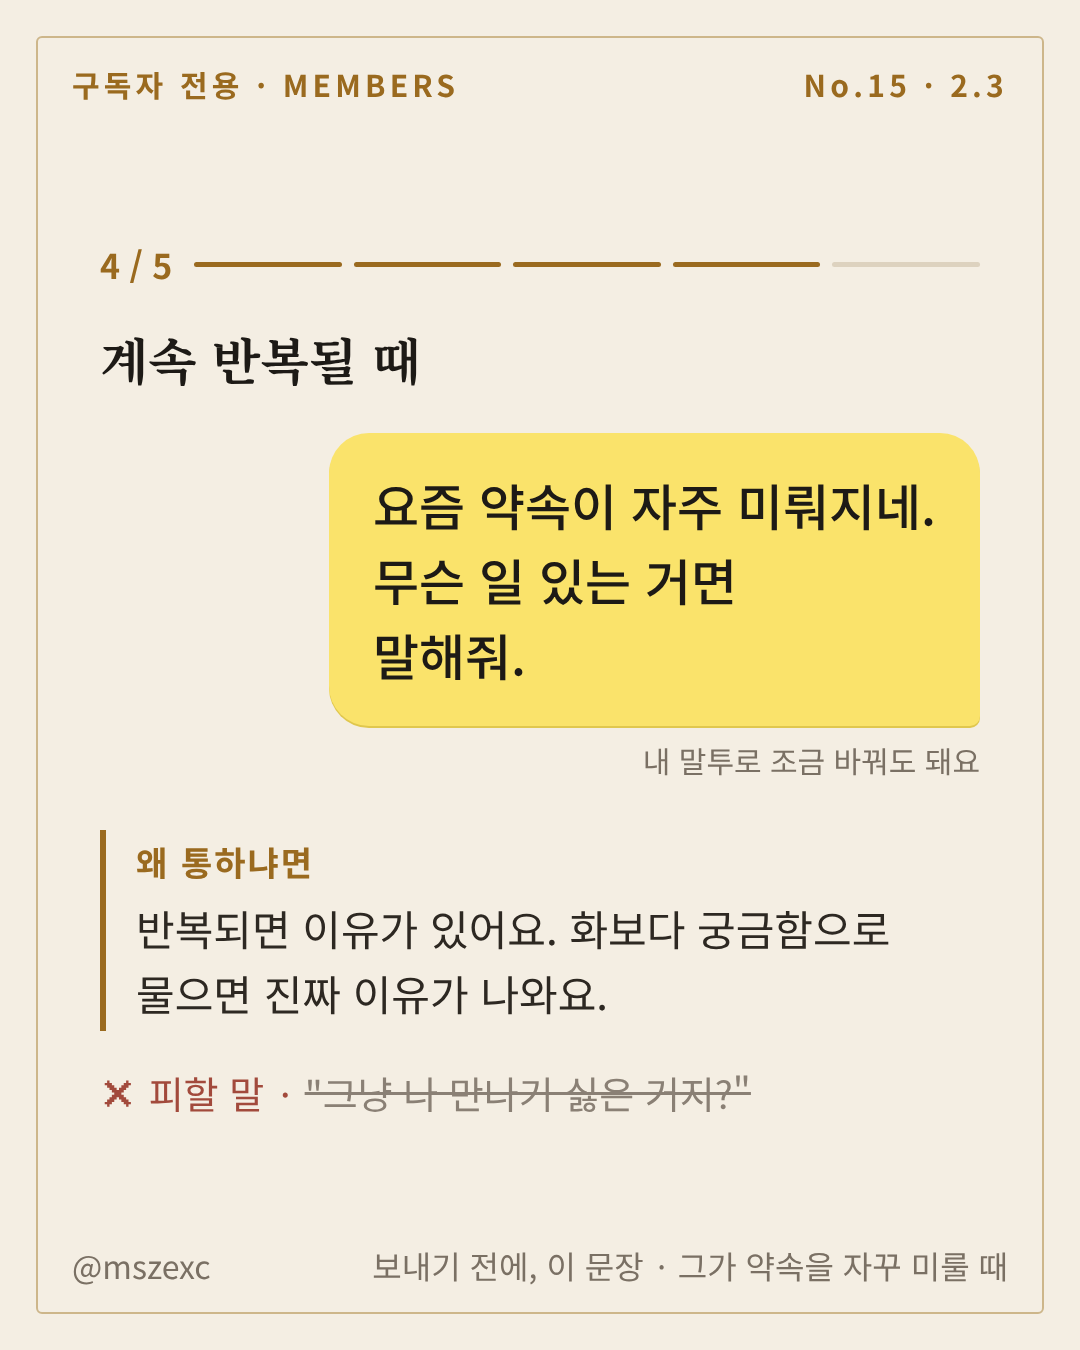 구독자 전용 · MEMBERS
No.15 · 2.3
4 / 5
계속 반복될 때
요즘 약속이 자주 미뤄지네.
무슨 일 있는 거면
말해줘.
내 말투로 조금 바꿔도 돼요
왜 통하냐면
반복되면 이유가 있어요. 화보다 궁금함으로
물으면 진짜 이유가 나와요.
✕ 피할 말 · "그냥 나 만나기 싫은 거지?"
@mszexc
보내기 전에, 이 문장 · 그가 약속을 자꾸 미룰 때